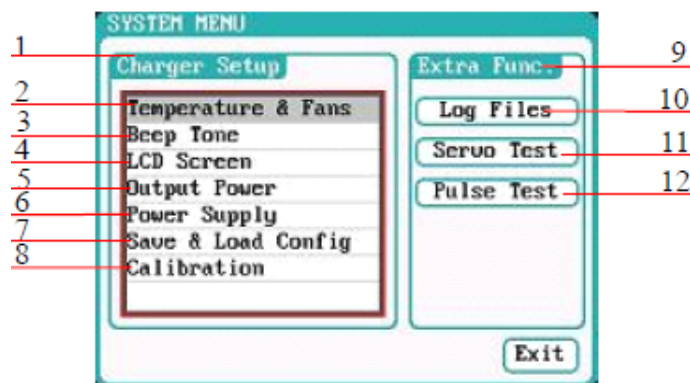 SYSTEM MENU
1
Charger Setup
2
Temperature & Fans
3
Beep Tone
4
LCD Screen
5
Output Power
6
Power Supply
7
Save & Load Config
8
Calibration
Extra Func.
9
Log Files
10
Servo Test
11
Pulse Test
12
Exit